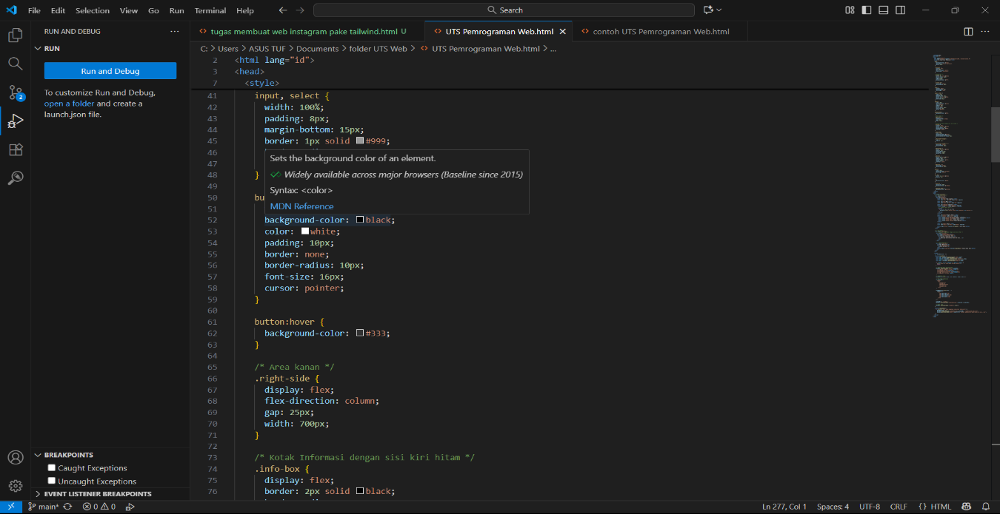 File Edit Selection View Go Run Terminal Help
Search
RUN AND DEBUG
tugas membuat web instagram pake tailwind.html U
UTS Pemrograman Web.html
contoh UTS Pemrograman Web.html
RUN
C: > Users > ASUS TUF > Documents > folder UTS Web > UTS Pemrograman Web.html > ...
Run and Debug
To customize Run and Debug,
open a folder and create a
launch.json file.
2
2 <html lang="id">
3 <head>
7 <style>
41 input, select {
42 width: 100%;
43 padding: 8px;
44 margin-bottom: 15px;
45 border: 1px solid #999;
46
Sets the background color of an element.
47
Widely available across major browsers (Baseline since 2015)
48 }
Syntax: <color>
49
50 bu
MDN Reference
51
52 background-color: black;
53 color: white;
54 padding: 10px;
55 border: none;
56 border-radius: 10px;
57 font-size: 16px;
58 cursor: pointer;
59 }
60
61 button:hover {
62 background-color: #333;
63 }
64
65 /* Area kanan */
66 .right-side {
67 display: flex;
68 flex-direction: column;
69 gap: 25px;
70 width: 700px;
71 }
72
73 /* Kotak Informasi dengan sisi kiri hitam */
74 .info-box {
75 display: flex;
76 border: 2px solid black;
BREAKPOINTS
Caught Exceptions
Uncaught Exceptions
EVENT LISTENER BREAKPOINTS
main* 0 0
Ln 277, Col 1 Spaces: 4 UTF-8 CRLF {} HTML